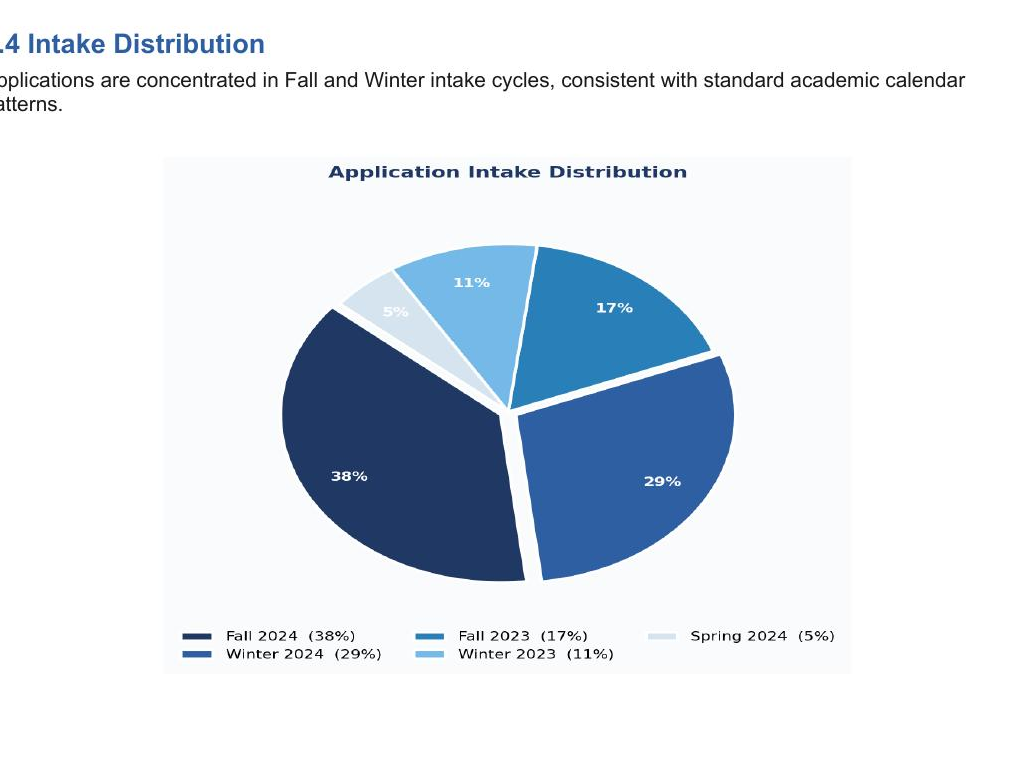 .4 Intake Distribution
pplications are concentrated in Fall and Winter intake cycles, consistent with standard academic calendar
atterns.
Application Intake Distribution
11%
17%
5%
38%
29%
Fall 2024 (38%)
Fall 2023 (17%)
Spring 2024 (5%)
Winter 2024 (29%)
Winter 2023 (11%)